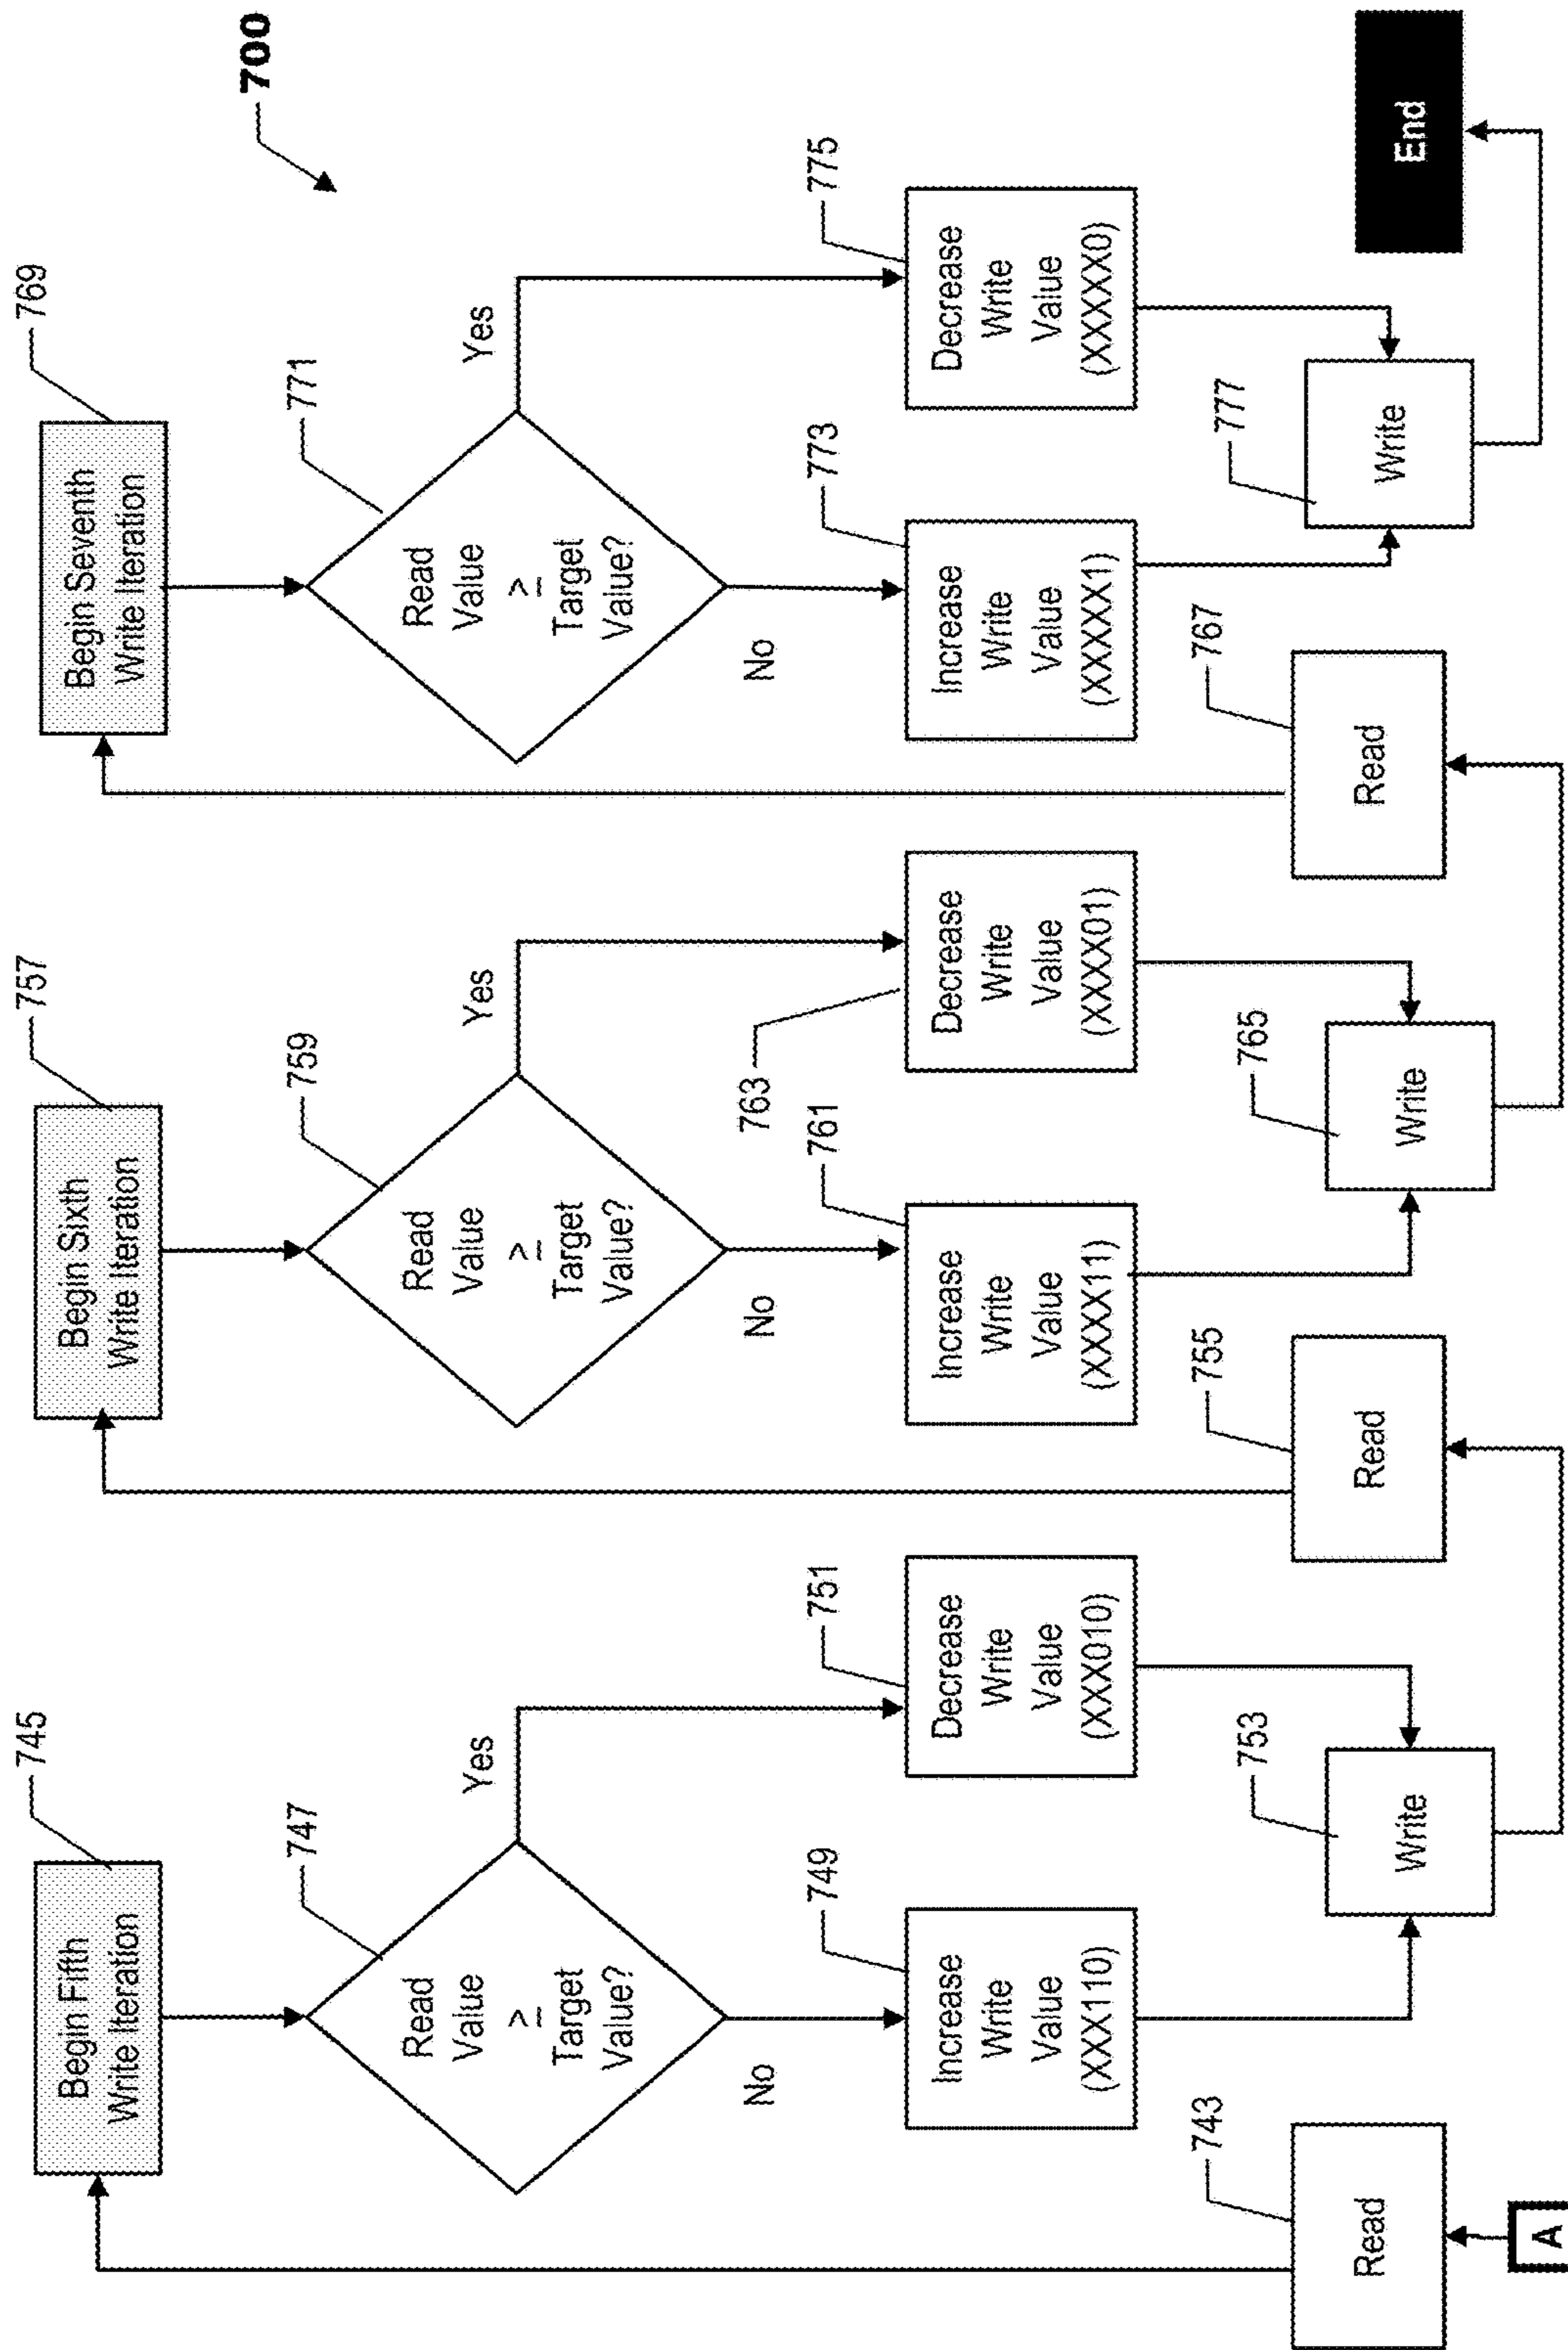 700
745
Begin Fifth
Write Iteration
747
Read
Value
≥
Target
Value?
Yes
No
749
Increase
Write
Value
(XXX110)
751
Decrease
Write
Value
(XXX010)
743
Read
753
Write
A
757
Begin Sixth
Write Iteration
759
Read
Value
≥
Target
Value?
Yes
No
761
Increase
Write
Value
(XXXX11)
763
Decrease
Write
Value
(XXXX01)
755
Read
765
Write
769
Begin Seventh
Write Iteration
771
Read
Value
≥
Target
Value?
Yes
No
773
Increase
Write
Value
(XXXXX1)
775
Decrease
Write
Value
(XXXXX0)
767
Read
777
Write
End